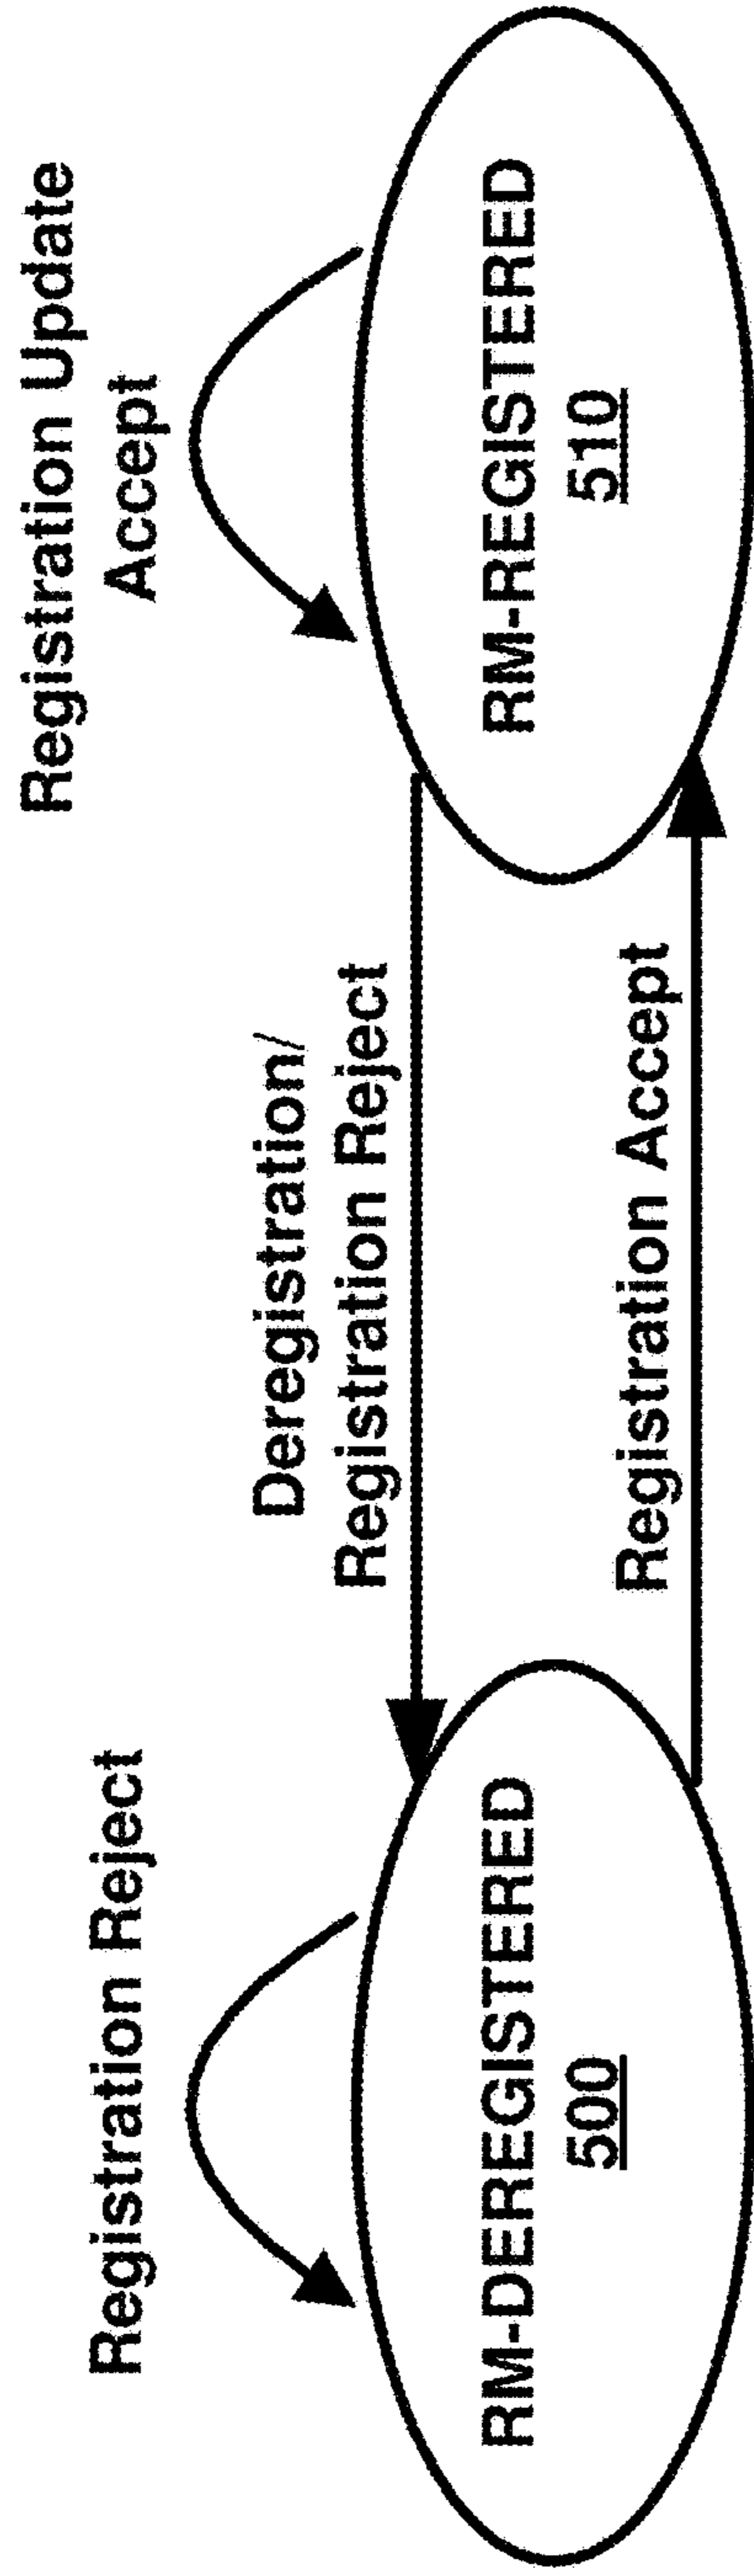 Registration Reject
RM-DEREGISTERED
500
Deregistration/
Registration Reject
Registration Accept
Registration Update
Accept
RM-REGISTERED
510